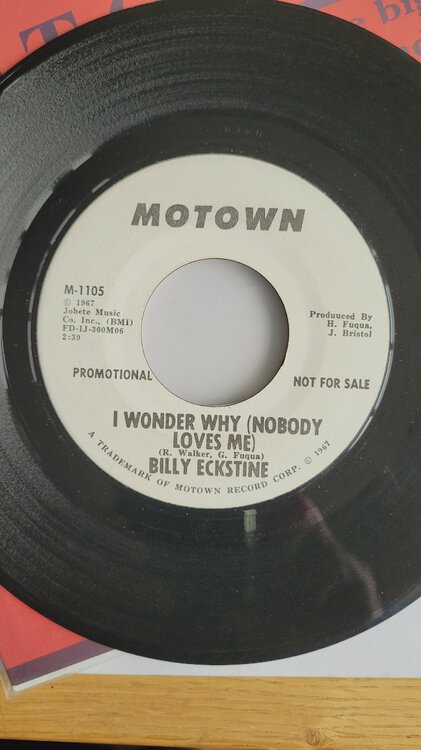 MOTOWN
M-1105
© 1967
Jobete Music
Co. Inc., (BMI)
FD-1J-300M06
2:39
Produced By
H. Fuqua.
J. Bristol
PROMOTIONAL
NOT FOR SALE
I WONDER WHY (NOBODY
LOVES ME)
(R. Walker, G. Fuqua)
BILLY ECKSTINE
A TRADEMARK OF MOTOWN RECORD CORP. © 1967